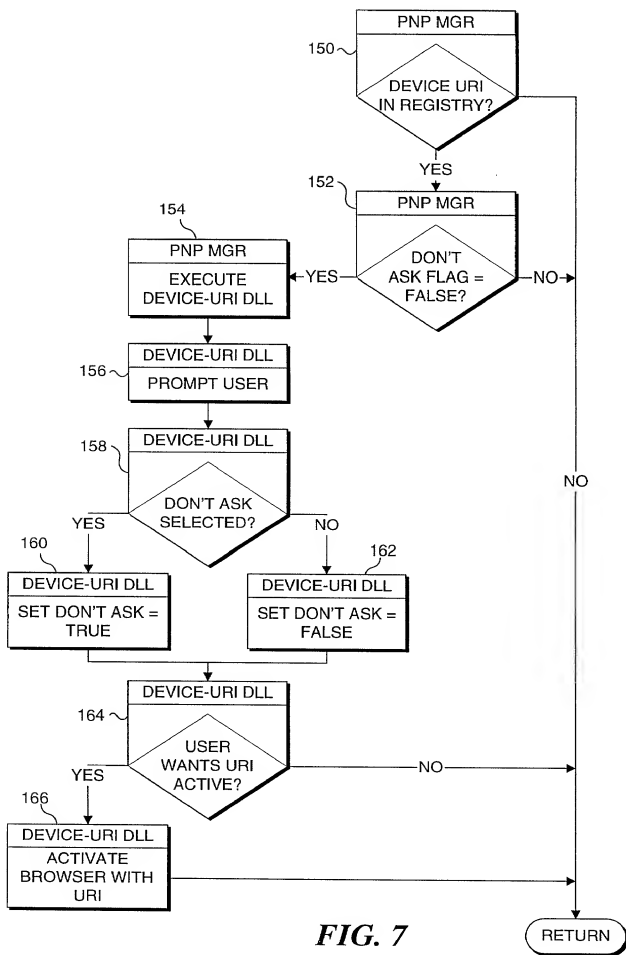 PNP MGR
150
DEVICE URI
IN REGISTRY?
YES
152
PNP MGR
DON'T
ASK FLAG =
FALSE?
YES
NO
154
PNP MGR
EXECUTE
DEVICE-URI DLL
DEVICE-URI DLL
156
PROMPT USER
DEVICE-URI DLL
158
DON'T ASK
SELECTED?
YES
NO
NO
160
DEVICE-URI DLL
SET DON'T ASK =
TRUE
162
DEVICE-URI DLL
SET DON'T ASK =
FALSE
DEVICE-URI DLL
164
USER
WANTS URI
ACTIVE?
YES
NO
166
DEVICE-URI DLL
ACTIVATE
BROWSER WITH
URI
FIG. 7
RETURN